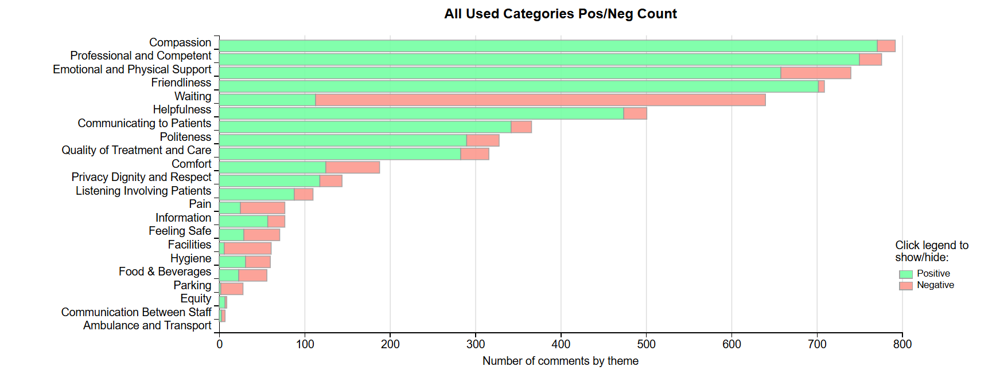 All Used Categories Pos/Neg Count
Compassion
Professional and Competent
Emotional and Physical Support
Friendliness
Waiting
Helpfulness
Communicating to Patients
Politeness
Quality of Treatment and Care
Comfort
Privacy Dignity and Respect
Listening Involving Patients
Pain
Information
Feeling Safe
Facilities
Hygiene
Food & Beverages
Parking
Equity
Communication Between Staff
Ambulance and Transport
Click legend to
show/hide:
Positive
Negative
0 100 200 300 400 500 600 700 800
Number of comments by theme